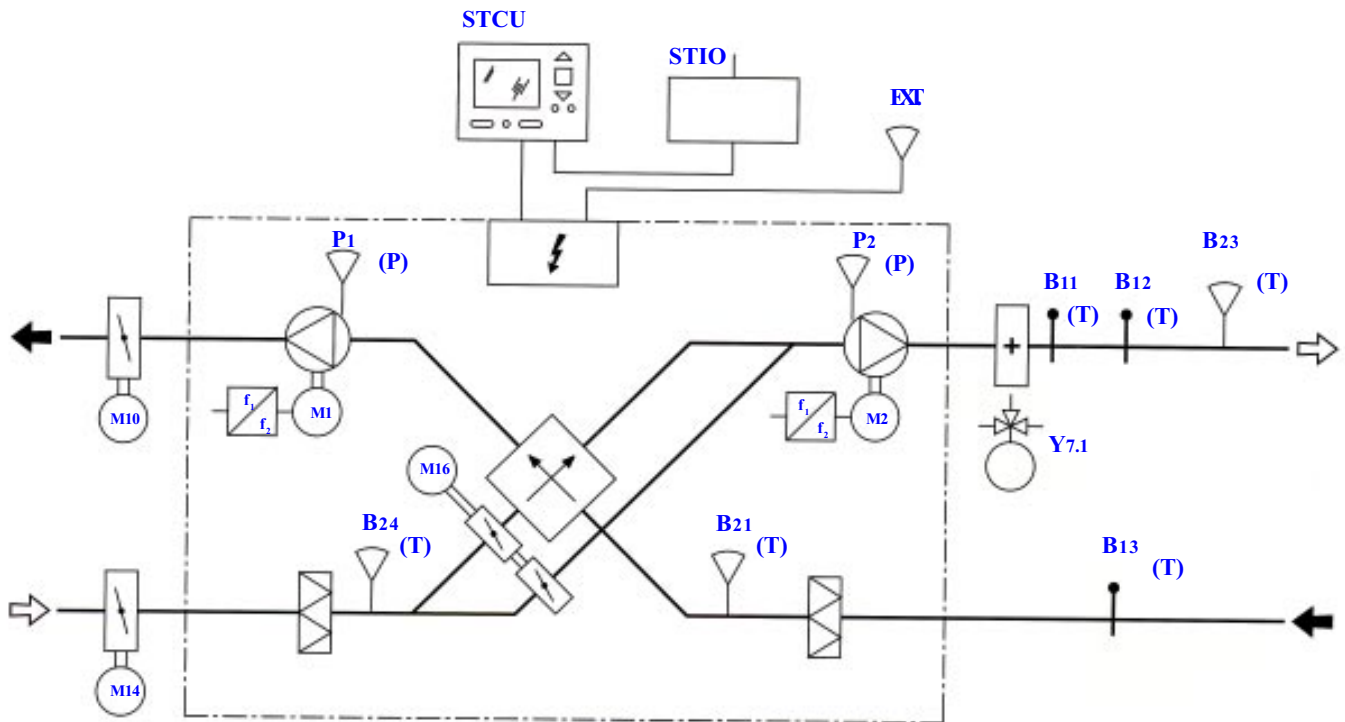 STCU
STIO
EXT.
P1
(P)
P2
(P)
B23
(T)
B11
(T)
B12
(T)
M10
f1
f2
M1
f1
f2
M2
Y7.1
M16
B24
(T)
B21
(T)
B13
(T)
M14